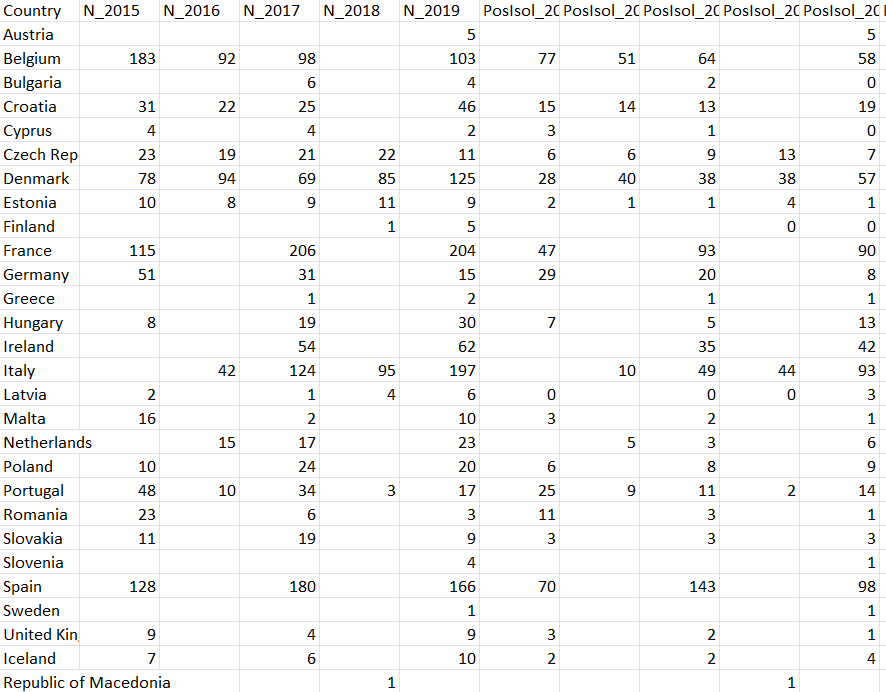 Country N_2015 N_2016 N_2017 N_2018 N_2019 PosIsol_20 PosIsol_20 PosIsol_20 PosIsol_20 PosIsol_20
Austria 5 5
Belgium 183 92 98 103 77 51 64 58
Bulgaria 6 4 2 0
Croatia 31 22 25 46 15 14 13 19
Cyprus 4 4 2 3 1 0
Czech Rep 23 19 21 22 11 6 6 9 13 7
Denmark 78 94 69 85 125 28 40 38 38 57
Estonia 10 8 9 11 9 2 1 1 4 1
Finland 1 5 0 0
France 115 206 204 47 93 90
Germany 51 31 15 29 20 8
Greece 1 2 1 1
Hungary 8 19 30 7 5 13
Ireland 54 62 35 42
Italy 42 124 95 197 10 49 44 93
Latvia 2 1 4 6 0 0 0 3
Malta 16 2 10 3 2 1
Netherlands 15 17 23 5 3 6
Poland 10 24 20 6 8 9
Portugal 48 10 34 3 17 25 9 11 2 14
Romania 23 6 3 11 3 1
Slovakia 11 19 9 3 3 3
Slovenia 4 1
Spain 128 180 166 70 143 98
Sweden 1 1
United Kin 9 4 9 3 2 1
Iceland 7 6 10 2 2 4
Republic of Macedonia 1 1